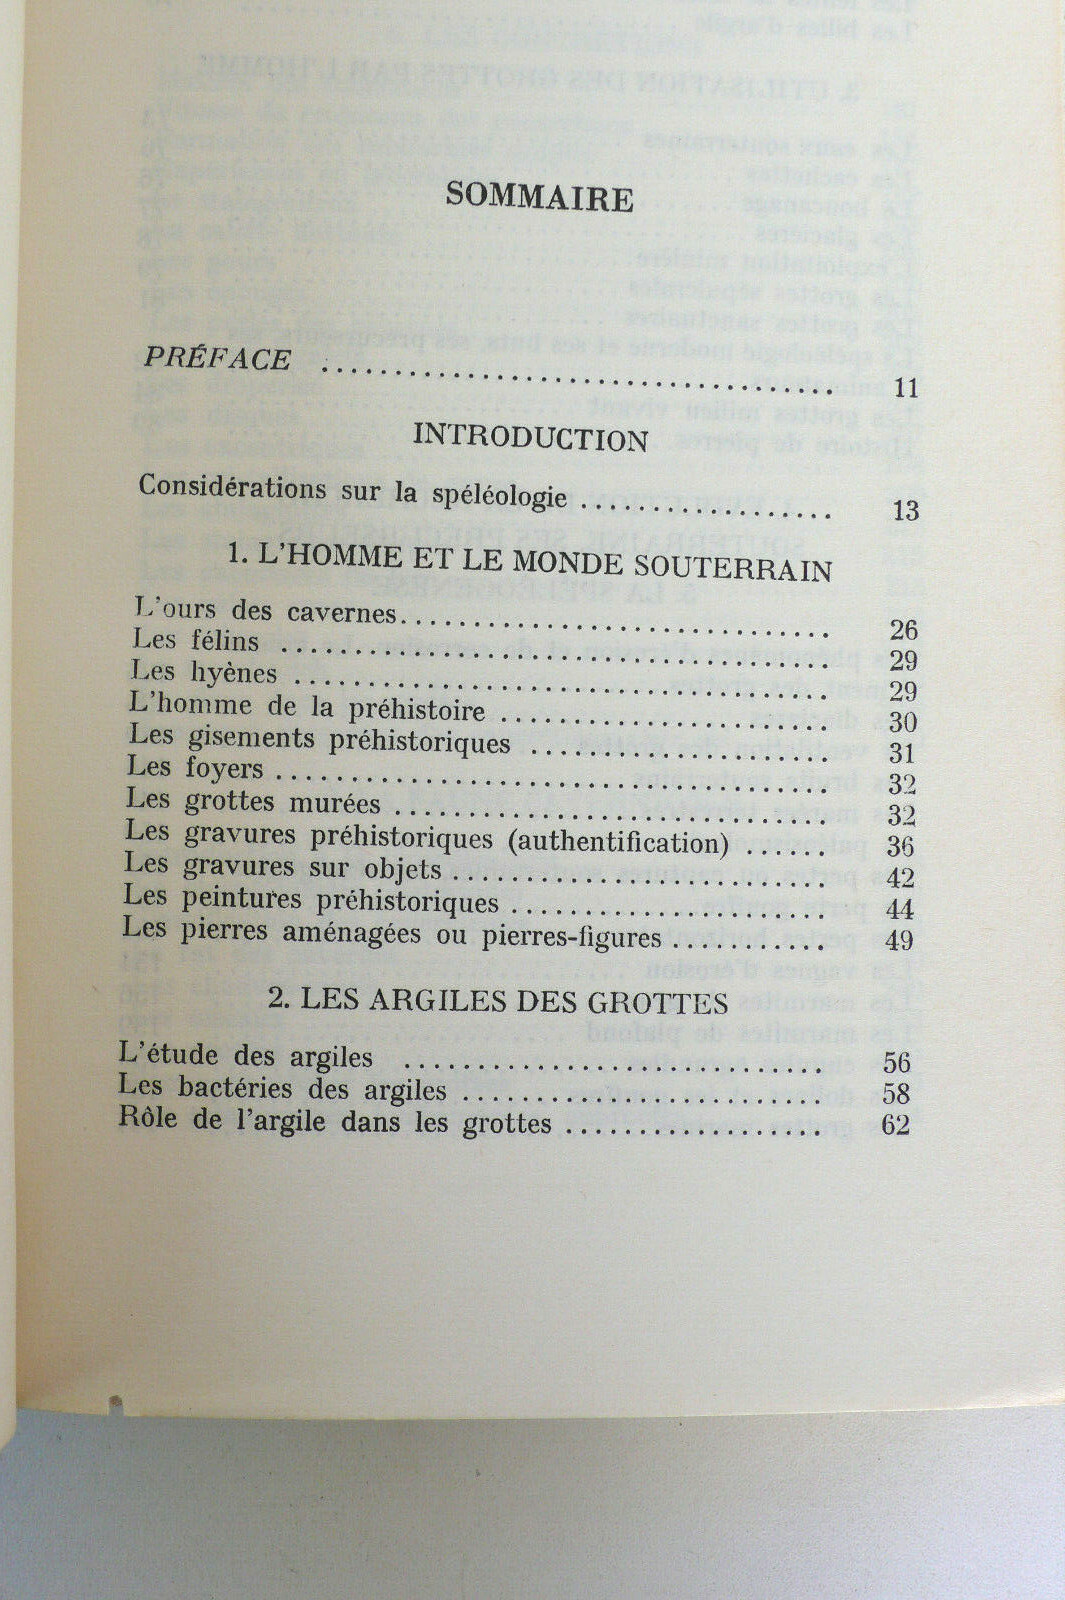 SOMMAIRE
PRÉFACE .................................... 11
INTRODUCTION
Considérations sur la spéléologie .................. 13
1. L'HOMME ET LE MONDE SOUTERRAIN
L'ours des cavernes.............................. 26
Les félins ...................................... 29
Les hyènes ..................................... 29
L'homme de la préhistoire ....................... 30
Les gisements préhistoriques ..................... 31
Les foyers ...................................... 32
Les grottes murées .............................. 32
Les gravures préhistoriques (authentification) ...... 36
Les gravures sur objets .......................... 42
Les peintures préhistoriques ...................... 44
Les pierres aménagées ou pierres-figures ........... 49
2. LES ARGILES DES GROTTES
L'étude des argiles ............................. 56
Les bactéries des argiles ......................... 58
Rôle de l'argile dans les grottes .................. 62